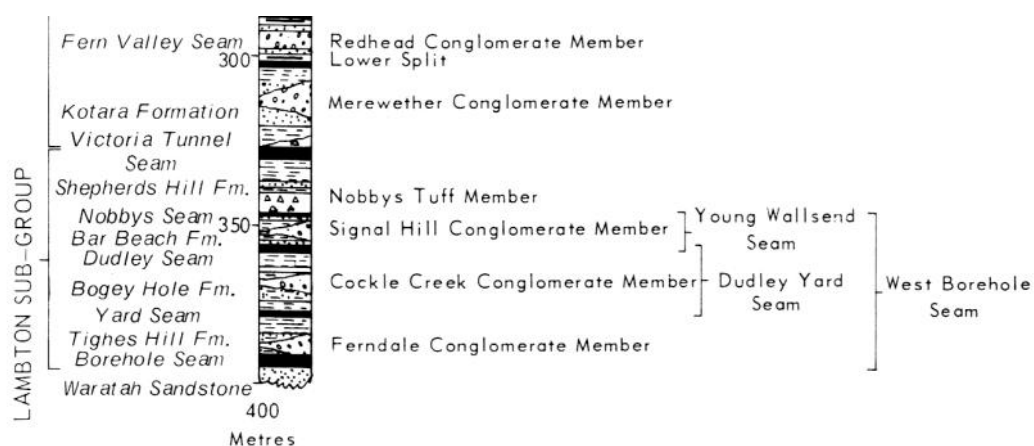 Fern Valley Seam
Redhead Conglomerate Member
300
Lower Split
Kotara Formation
Merewether Conglomerate Member
Victoria Tunnel
Seam
Shepherds Hill Fm.
Nobbys Tuff Member
Nobbys Seam
350
Signal Hill Conglomerate Member
Young Wallsend
Seam
Bar Beach Fm.
Dudley Seam
Bogey Hole Fm.
Cockle Creek Conglomerate Member
Dudley Yard
Seam
West Borehole
Seam
Yard Seam
Tighes Hill Fm.
Ferndale Conglomerate Member
Borehole Seam
Waratah Sandstone
400
Metres
LAMBTON SUB-GROUP